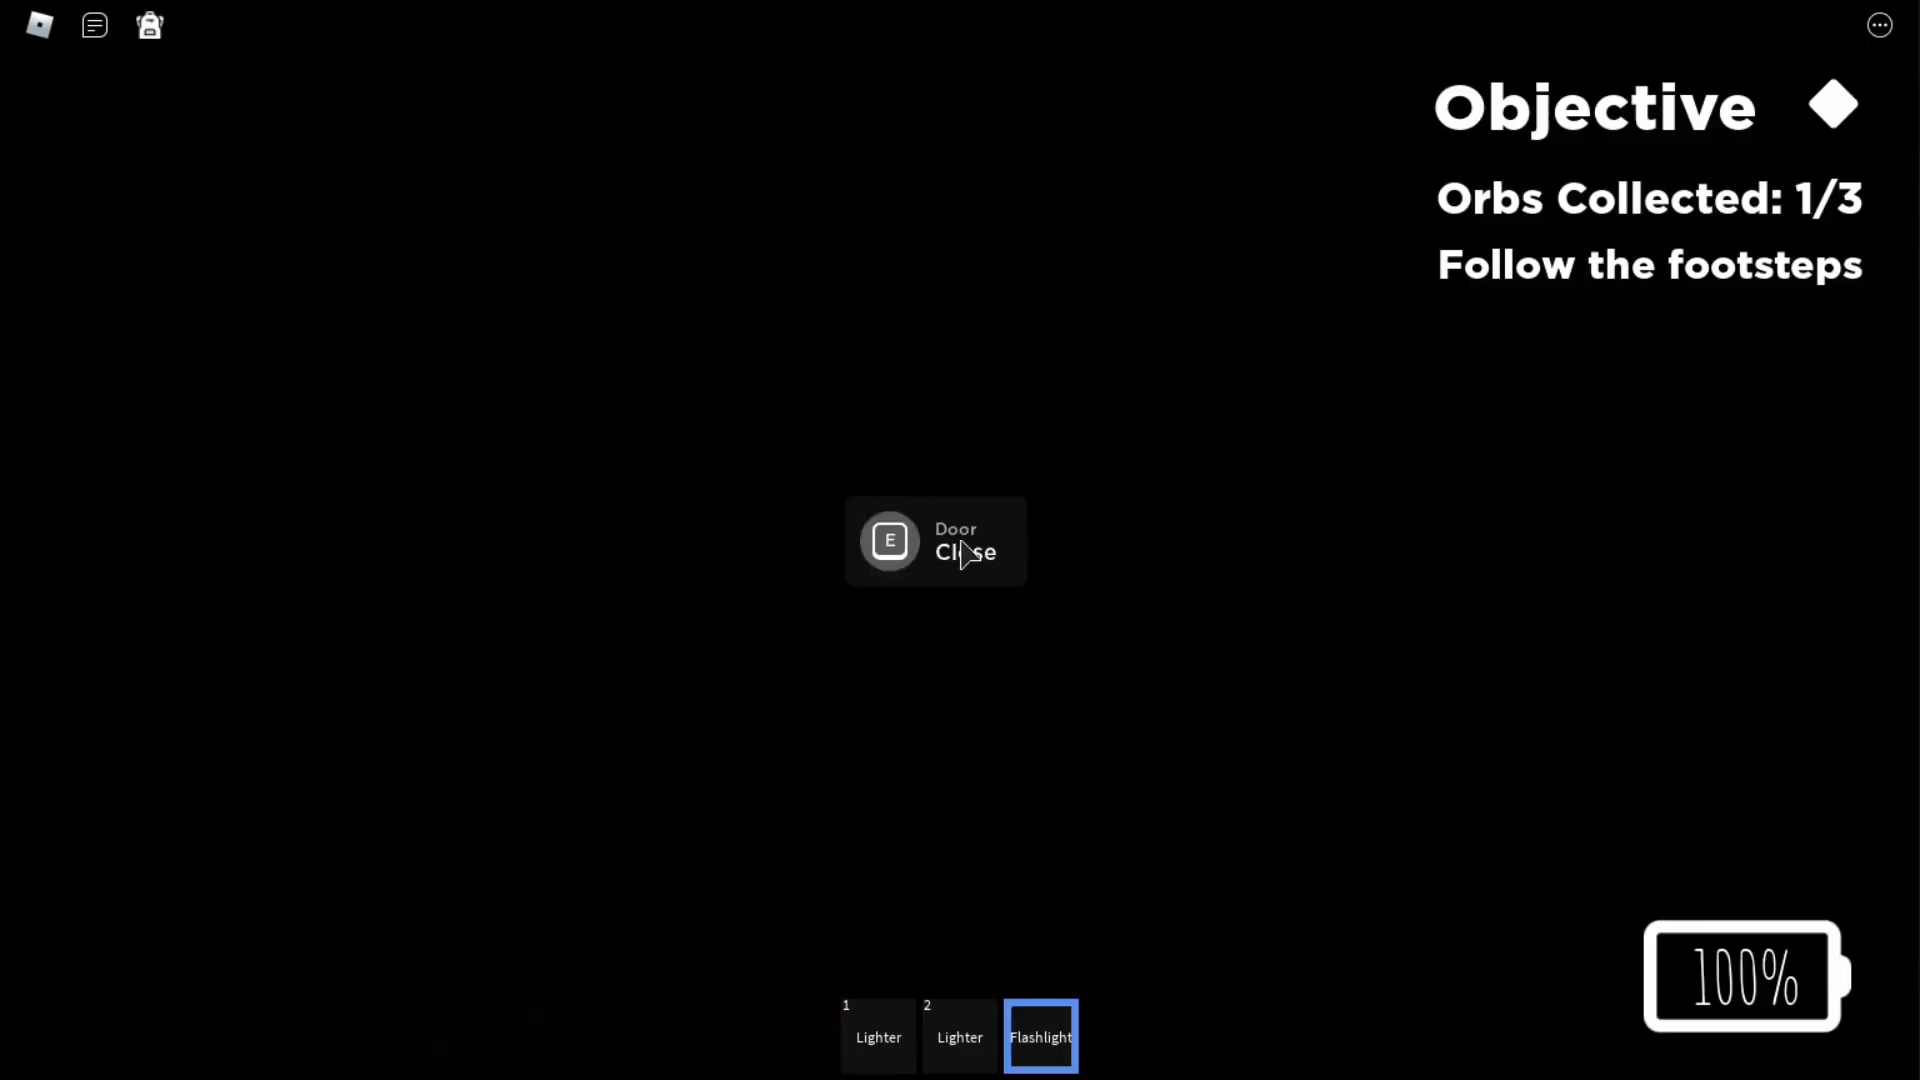 Objective
Orbs Collected: 1/3
Follow the footsteps
E
Door
Close
100%
1
Lighter
2
Lighter
Flashlight